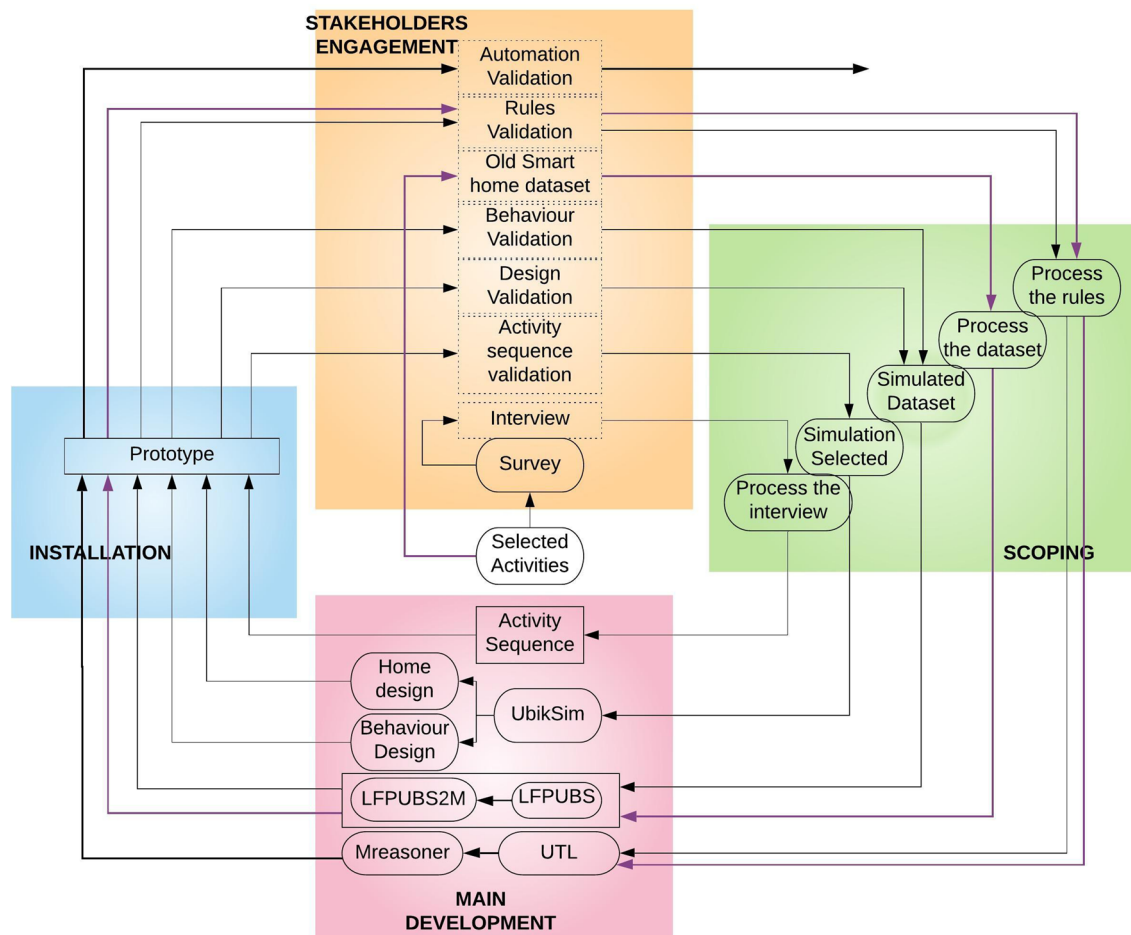 STAKEHOLDERS
ENGAGEMENT
Automation
Validation
Rules
Validation
Old Smart
home dataset
Behaviour
Validation
Design
Validation
Activity
sequence
validation
Interview
Survey
Selected
Activities
Prototype
INSTALLATION
Process
the rules
Process
the dataset
Simulated
Dataset
Simulation
Selected
Process the
interview
SCOPING
Activity
Sequence
Home
design
UbikSim
Behaviour
Design
LFPUBS2M
LFPUBS
Mreasoner
UTL
MAIN
DEVELOPMENT